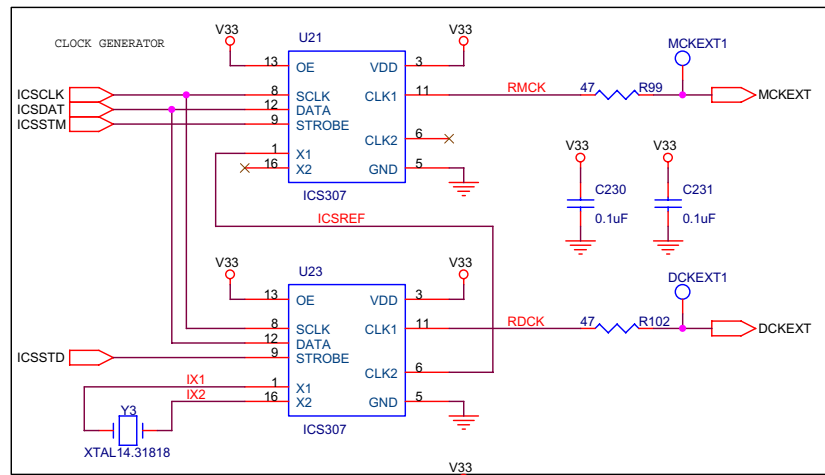 CLOCK GENERATOR
V33
U21
V33
MCKEXT1
13
OE
VDD
3
ICSCLK
8
SCLK
CLK1
11
RMCK
47
R99
MCKEXT
ICSDAT
12
DATA
ICSSTM
9
STROBE
CLK2
6
1
X1
16
X2
GND
5
ICS307
V33
V33
C230
0.1uF
C231
0.1uF
ICSREF
V33
U23
V33
DCKEXT1
13
OE
VDD
3
8
SCLK
CLK1
11
RDCK
47
R102
DCKEXT
12
DATA
ICSSTD
9
STROBE
CLK2
6
IX1
1
X1
IX2
16
X2
GND
5
Y3
XTAL14.31818
ICS307
V33